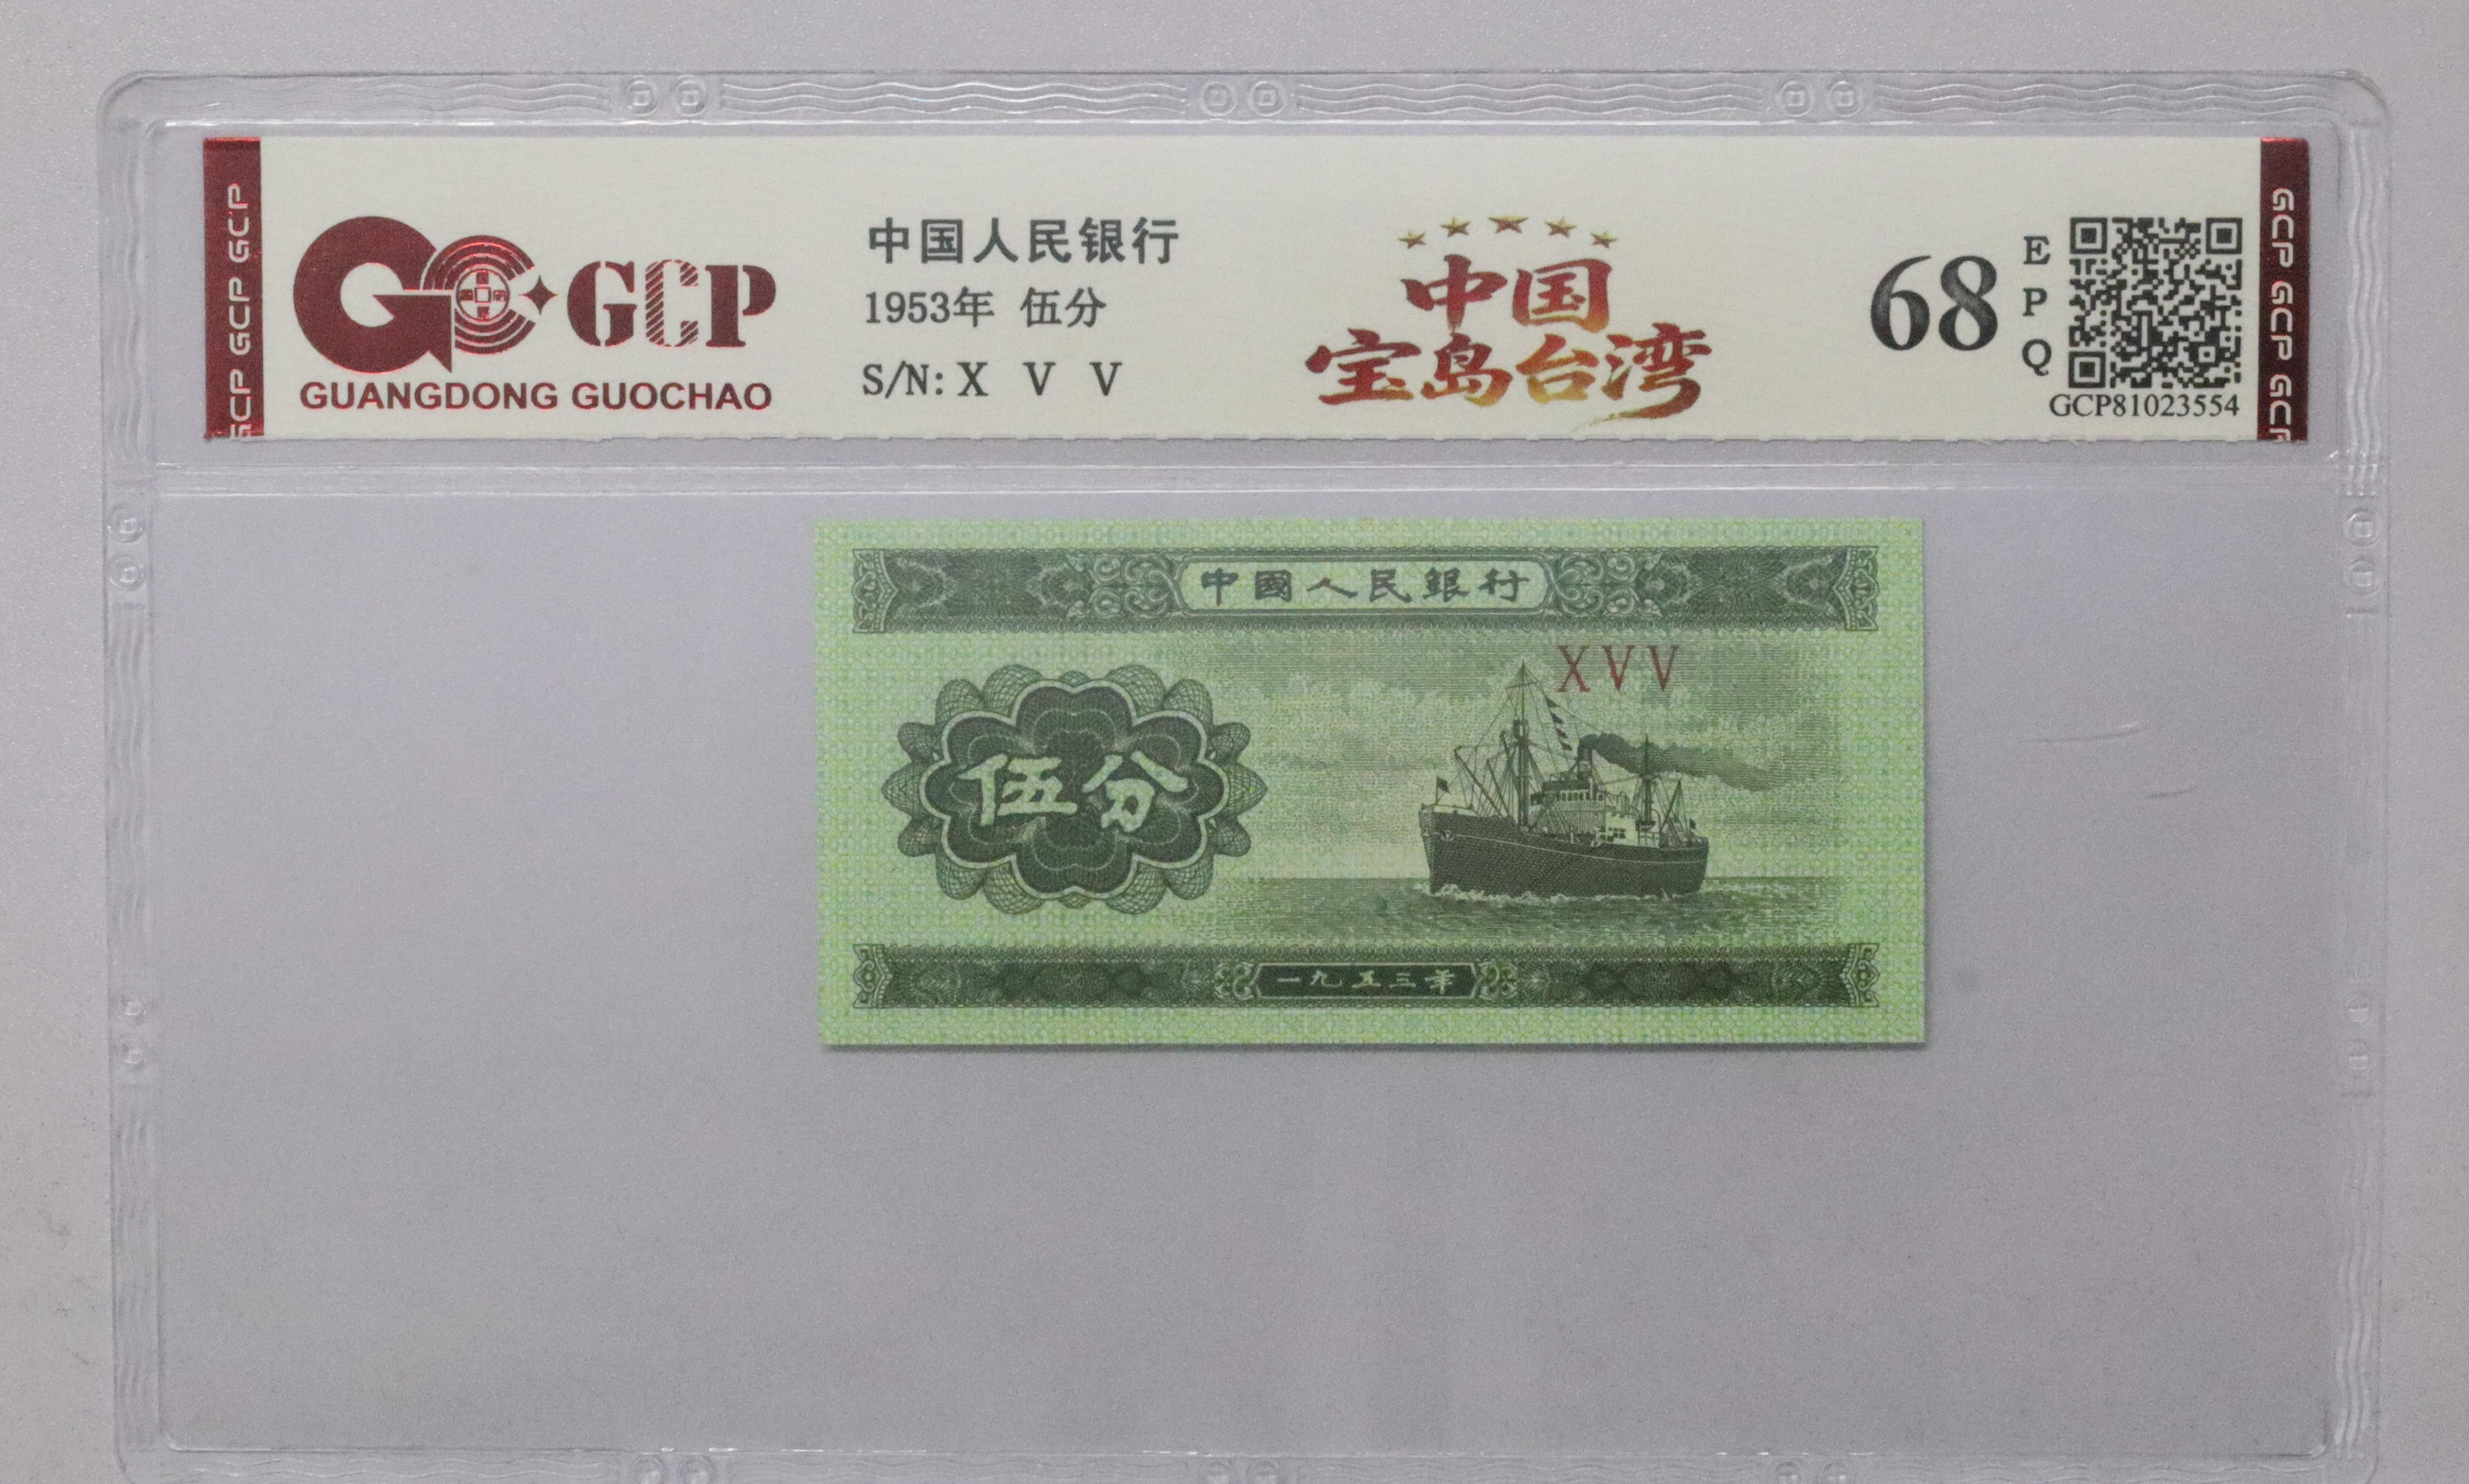 GCP GCP GCP
GCP
GUANGDONG GUOCHAO
中国人民银行
1953年 伍分
S/N: X V V
中国
宝岛台湾
68
EPQ
GCP81023554
GCP GCP GCP
中國人民銀行
XVV
伍分
一九五三年